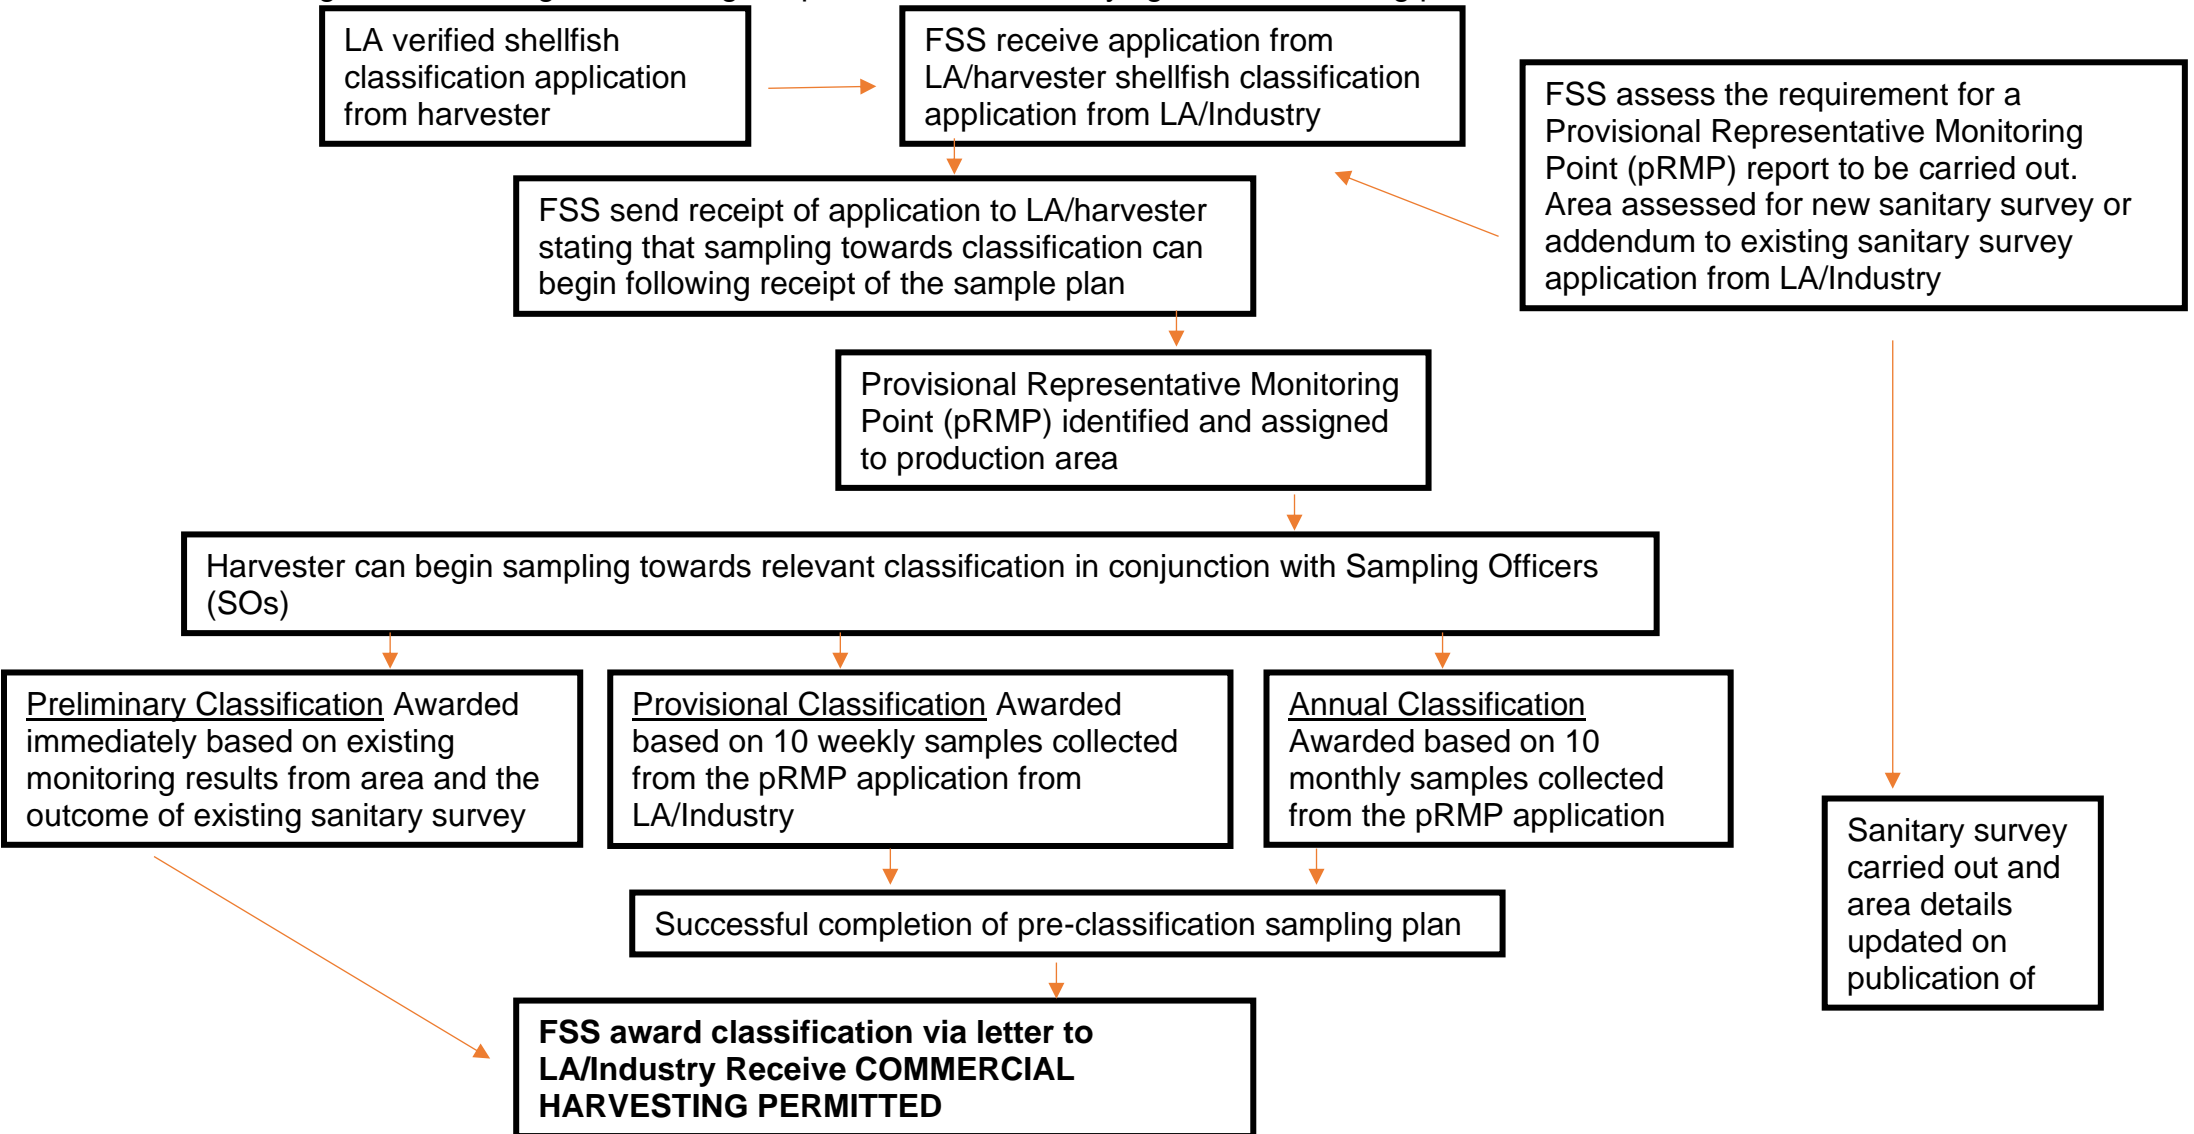 LA verified shellfish
classification application
from harvester
FSS receive application from
LA/harvester shellfish classification
application from LA/Industry
FSS assess the requirement for a
Provisional Representative Monitoring
Point (pRMP) report to be carried out.
Area assessed for new sanitary survey or
addendum to existing sanitary survey
application from LA/Industry
FSS send receipt of application to LA/harvester
stating that sampling towards classification can
begin following receipt of the sample plan
Provisional Representative Monitoring
Point (pRMP) identified and assigned
to production area
Harvester can begin sampling towards relevant classification in conjunction with Sampling Officers
(SOs)
Preliminary Classification Awarded
immediately based on existing
monitoring results from area and the
outcome of existing sanitary survey
Provisional Classification Awarded
based on 10 weekly samples collected
from the pRMP application from
LA/Industry
Annual Classification
Awarded based on 10
monthly samples collected
from the pRMP application
Sanitary survey
carried out and
area details
updated on
publication of
Successful completion of pre-classification sampling plan
FSS award classification via letter to
LA/Industry Receive COMMERCIAL
HARVESTING PERMITTED